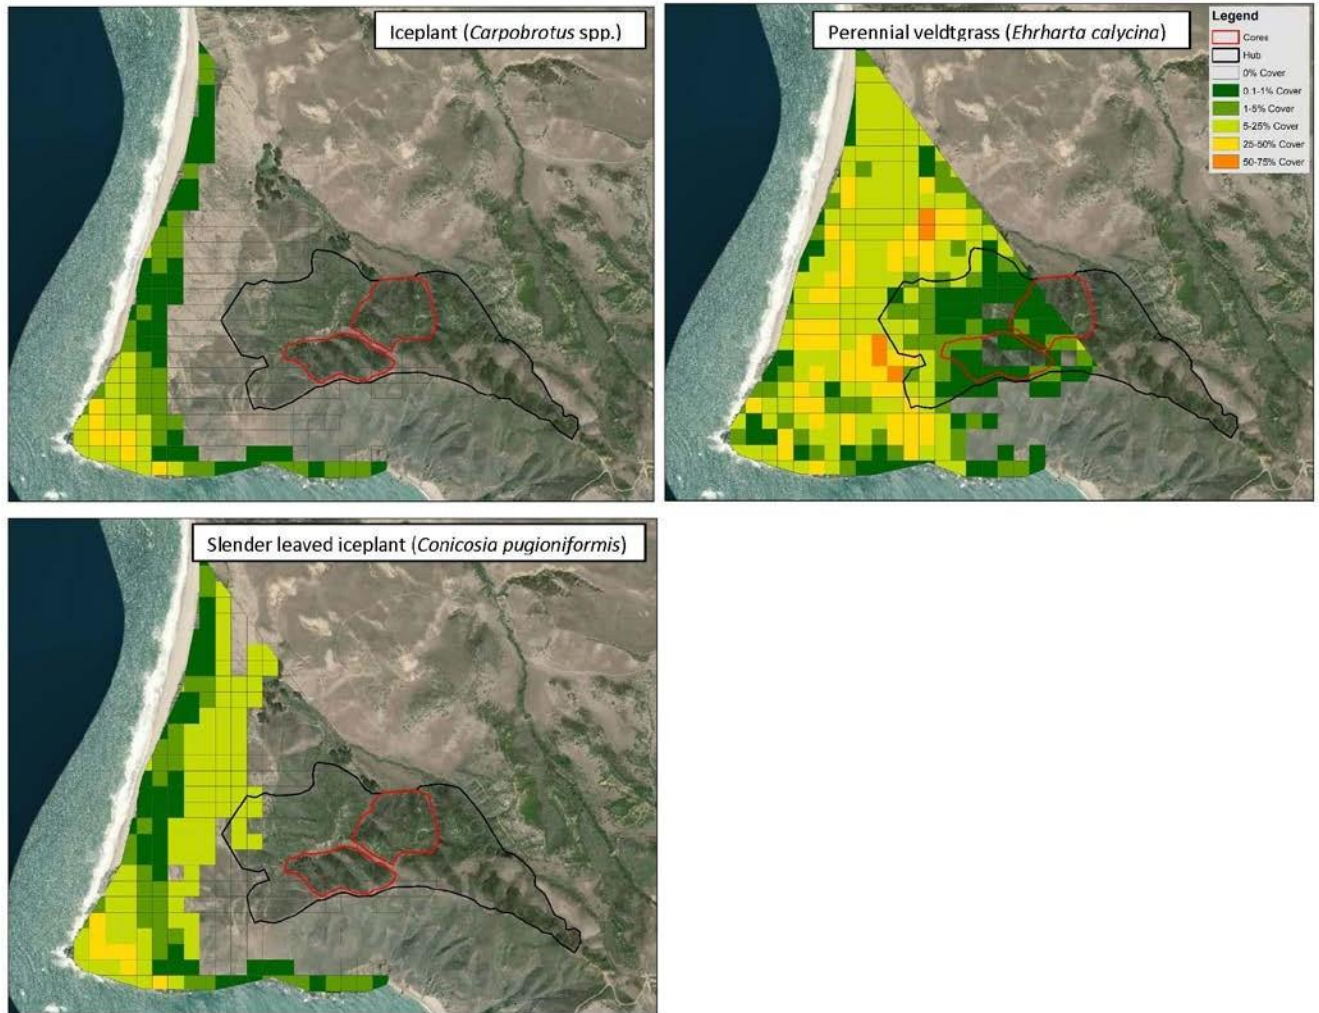 Iceplant (Carpobrotus spp.)
Perennial veldtgrass (Ehrharta calycina)
Legend
Cores
Hub
0% Cover
0.1-1% Cover
1-5% Cover
5-25% Cover
25-50% Cover
50-75% Cover
Slender leaved iceplant (Conicosia pugioniformis)